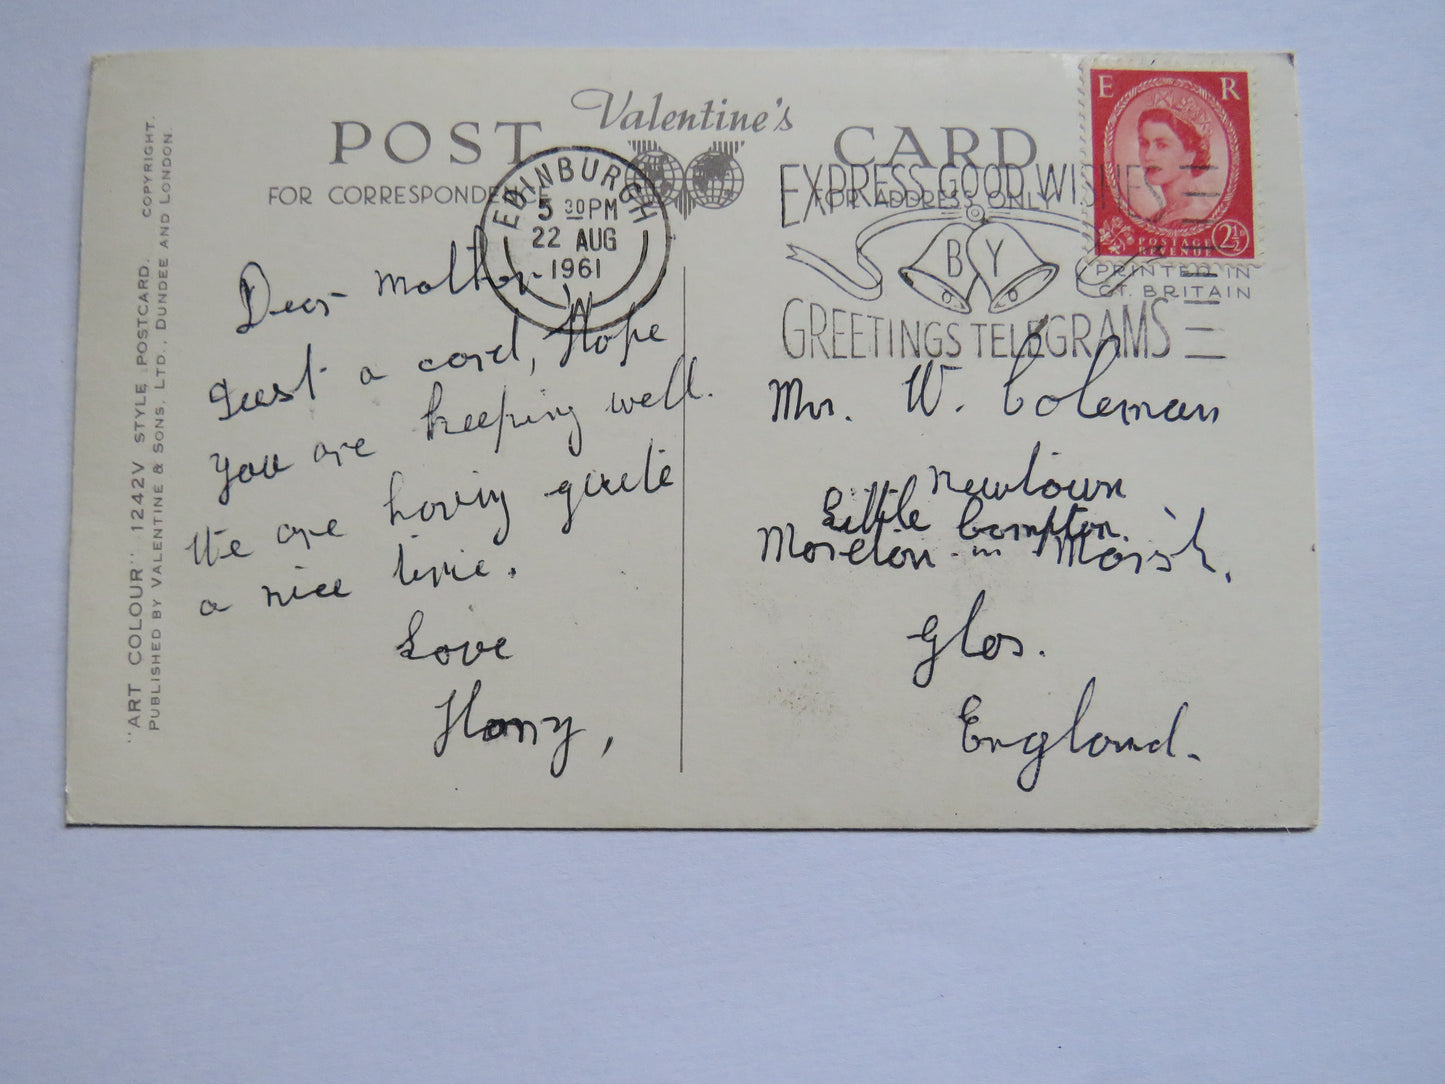 "ART COLOUR" 1242V STYLE POSTCARD. COPYRIGHT.
PUBLISHED BY VALENTINE & SONS, LTD., DUNDEE AND LONDON.
Valentine's
POST CARD
FOR CORRESPONDENCE
FOR ADDRESS ONLY
EDINBURGH
5 30 PM
22 AUG
1961
N
EXPRESS GOOD WISHES
BY
GREETINGS TELEGRAMS
E R
POSTAGE
REVENUE
2½D
PRINTED IN
GT. BRITAIN
Dear Mother
Just a card, Hope
you are keeping well.
We are having quite
a nice time.
Love
Harry,
Mrs. W. Coleman
Newtown
Little Compton.
Moreton-in Marsh.
Glos.
England.